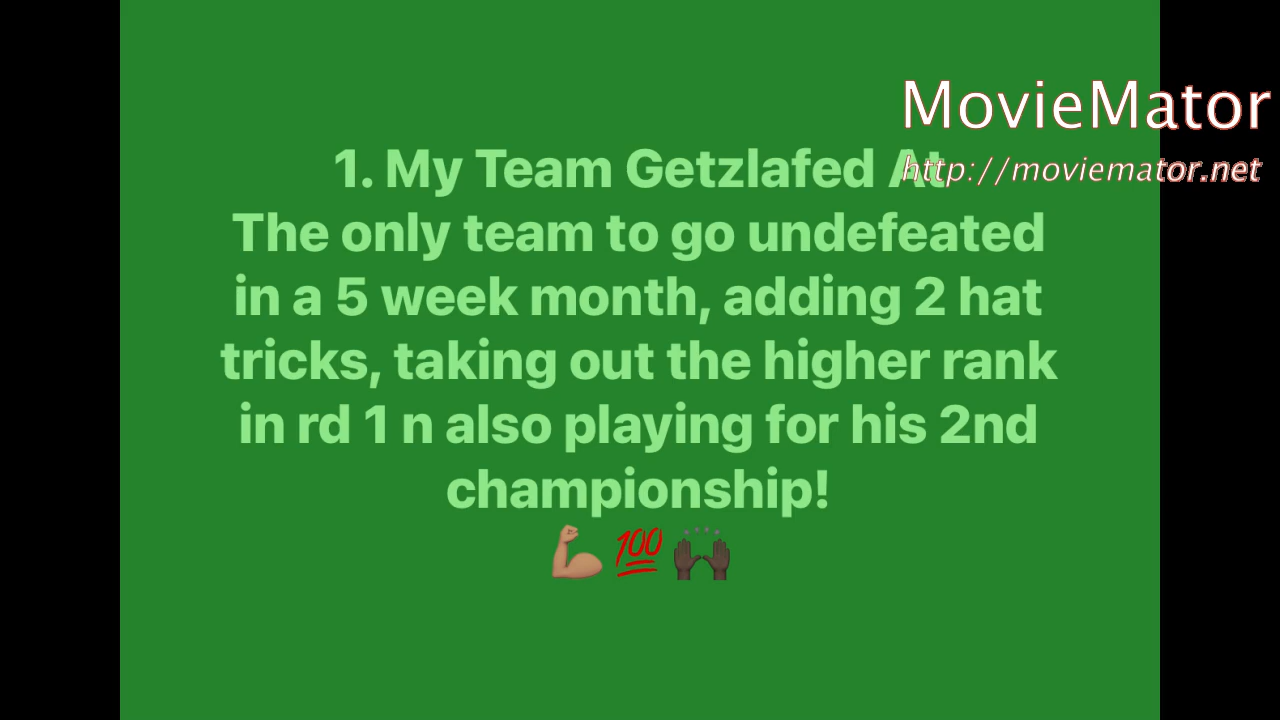 MovieMator
http://moviemator.net
1. My Team Getzlafed At
The only team to go undefeated
in a 5 week month, adding 2 hat
tricks, taking out the higher rank
in rd 1 n also playing for his 2nd
championship!
💪🏽💯🙌🏿